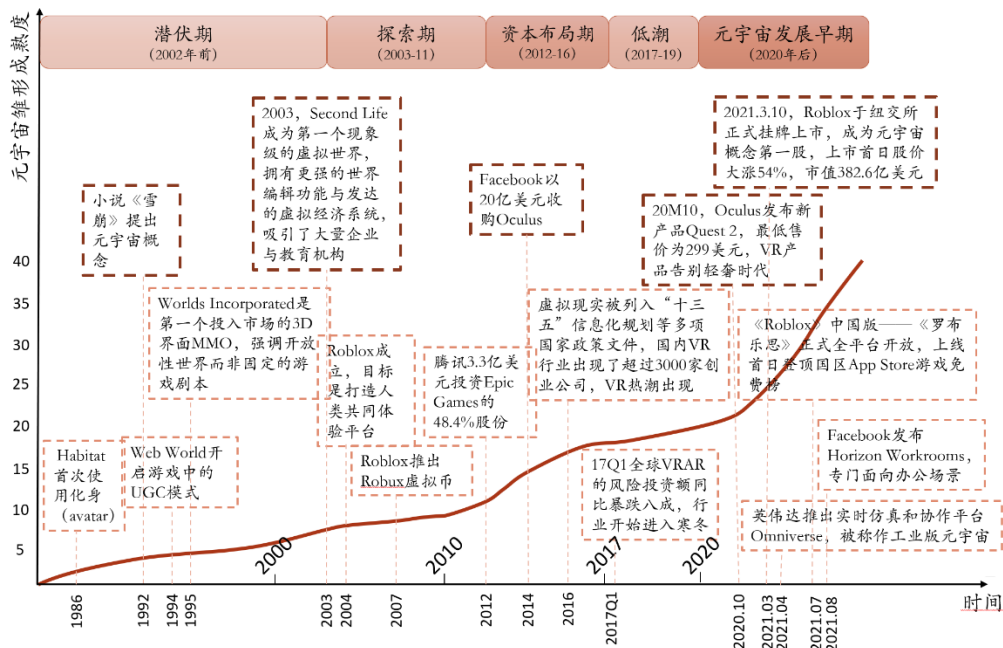 潜伏期
(2002年前)
探索期
(2003-11)
资本布局期
(2012-16)
低潮
(2017-19)
元宇宙发展早期
(2020年后)
元宇宙雏形成熟度
40
35
30
25
20
15
10
5
小说《雪
崩》提出
元宇宙概
念
2003，Second Life
成为第一个现象
级的虚拟世界，
拥有更强的世界
编辑功能与发达
的虚拟经济系统，
吸引了大量企业
与教育机构
Facebook以
20亿美元收
购Oculus
2021.3.10，Roblox于纽交所
正式挂牌上市，成为元宇宙
概念第一股，上市首日股价
大涨54%，市值382.6亿美元
20M10，Oculus发布新
产品Quest 2，最低售
价为299美元，VR产
品告别轻奢时代
Worlds Incorporated是
第一个投入市场的3D
界面MMO，强调开放
性世界而非固定的游
戏剧本
Roblox成
立，目标
是打造人
类共同体
验平台
腾讯3.3亿美
元投资Epic
Games的
48.4%股份
虚拟现实被列入“十三
五”信息化规划等多项
国家政策文件，国内VR
行业出现了超过3000家创
业公司，VR热潮出现
《Roblox》中国版——《罗布
乐思》正式全平台开放，上线
首日登顶国区App Store游戏免
费榜
Habitat
首次使
用化身
（avatar)
Web World开
启游戏中的
UGC模式
Roblox推出
Robux虚拟币
17Q1全球VRAR
的风险投资额同
比暴跌八成，行
业开始进入寒冬
Facebook发布
Horizon Workrooms，
专门面向办公场景
英伟达推出实时仿真和协作平台
Omniverse，被称作工业版元宇宙
2000
2010
2017
2020
时间
1986
1992
1994
1995
2003
2004
2007
2012
2014
2016
2017Q1
2020.10
2021.03
2021.04
2021.07
2021.08